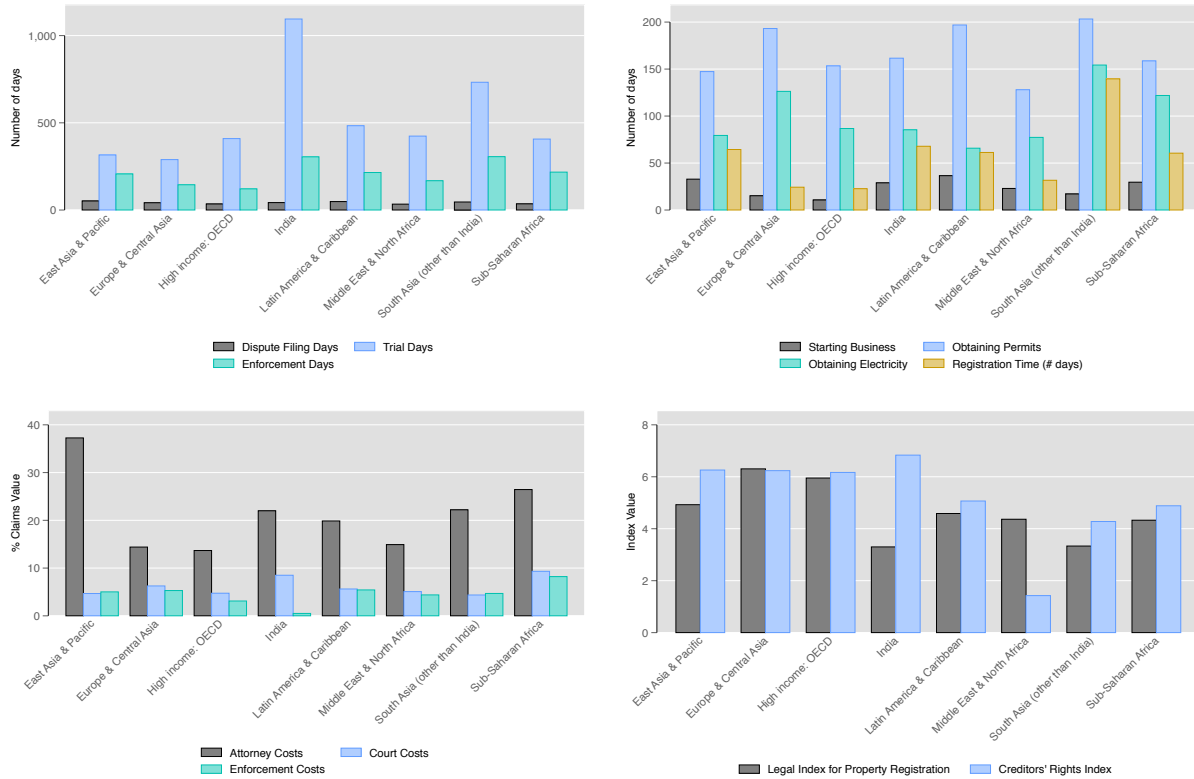 Number of days
1,000
500
0
East Asia & Pacific
Europe & Central Asia
High income: OECD
India
Latin America & Caribbean
Middle East & North Africa
South Asia (other than India)
Sub-Saharan Africa
Dispute Filing Days
Trial Days
Enforcement Days
Number of days
200
150
100
50
0
East Asia & Pacific
Europe & Central Asia
High income: OECD
India
Latin America & Caribbean
Middle East & North Africa
South Asia (other than India)
Sub-Saharan Africa
Starting Business
Obtaining Permits
Obtaining Electricity
Registration Time (# days)
% Claims Value
40
30
20
10
0
East Asia & Pacific
Europe & Central Asia
High income: OECD
India
Latin America & Caribbean
Middle East & North Africa
South Asia (other than India)
Sub-Saharan Africa
Attorney Costs
Court Costs
Enforcement Costs
Index Value
8
6
4
2
0
East Asia & Pacific
Europe & Central Asia
High income: OECD
India
Latin America & Caribbean
Middle East & North Africa
South Asia (other than India)
Sub-Saharan Africa
Legal Index for Property Registration
Creditors' Rights Index